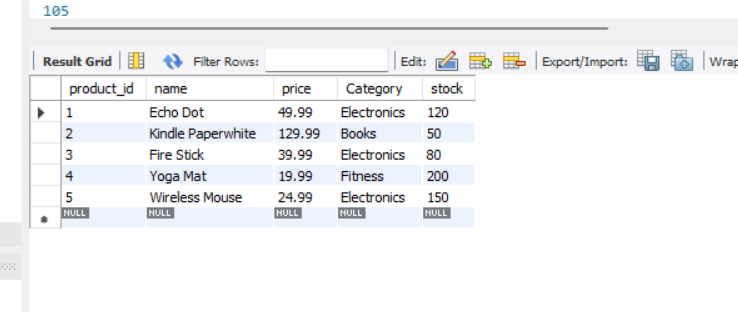 105
Result Grid Filter Rows: Edit: Export/Import: Wrap
product_id name price Category stock
1 Echo Dot 49.99 Electronics 120
2 Kindle Paperwhite 129.99 Books 50
3 Fire Stick 39.99 Electronics 80
4 Yoga Mat 19.99 Fitness 200
5 Wireless Mouse 24.99 Electronics 150
NULL NULL NULL NULL NULL